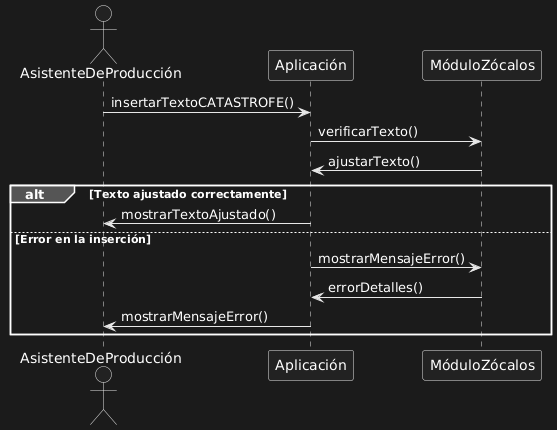 AsistenteDeProducción
Aplicación
MóduloZócalos
insertarTextoCATASTROFE()
verificarTexto()
ajustarTexto()
alt
[Texto ajustado correctamente]
mostrarTextoAjustado()
[Error en la inserción]
mostrarMensajeError()
errorDetalles()
mostrarMensajeError()
AsistenteDeProducción
Aplicación
MóduloZócalos